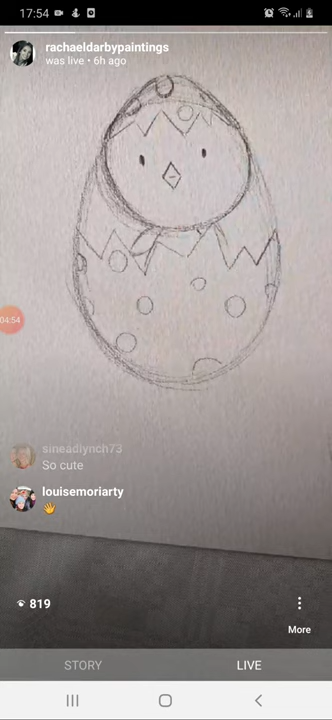 17:54
rachaeldarbypaintings
was live • 6h ago
04:54
sineadlynch73
So cute
louisemoriarty
👋
819
More
STORY
LIVE